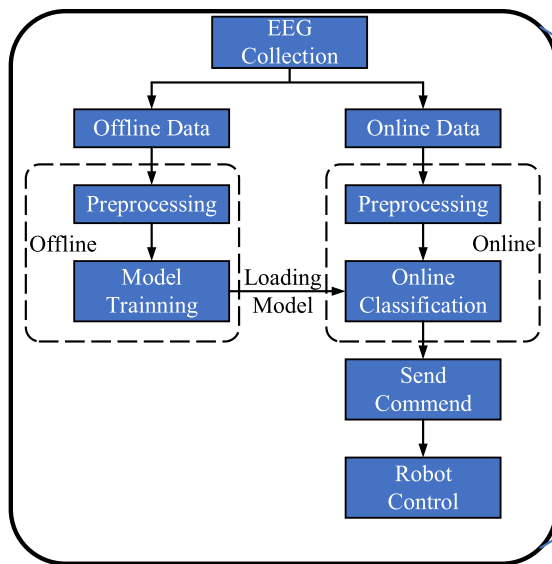 EEG
Collection
Offline Data
Online Data
Preprocessing
Preprocessing
Offline
Online
Model
Trainning
Loading
Model
Online
Classification
Send
Commend
Robot
Control